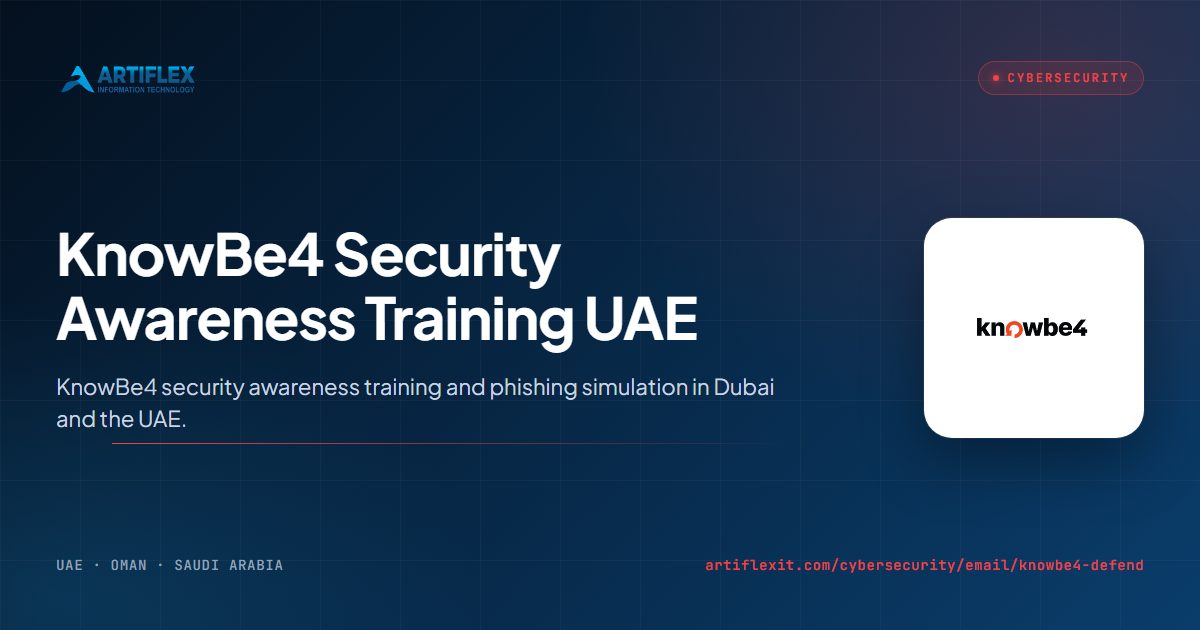 ARTIFLEX
INFORMATION TECHNOLOGY
CYBERSECURITY
KnowBe4 Security
Awareness Training UAE
KnowBe4 security awareness training and phishing simulation in Dubai
and the UAE.
knowbe4
UAE · OMAN · SAUDI ARABIA
artiflexit.com/cybersecurity/email/knowbe4-defend